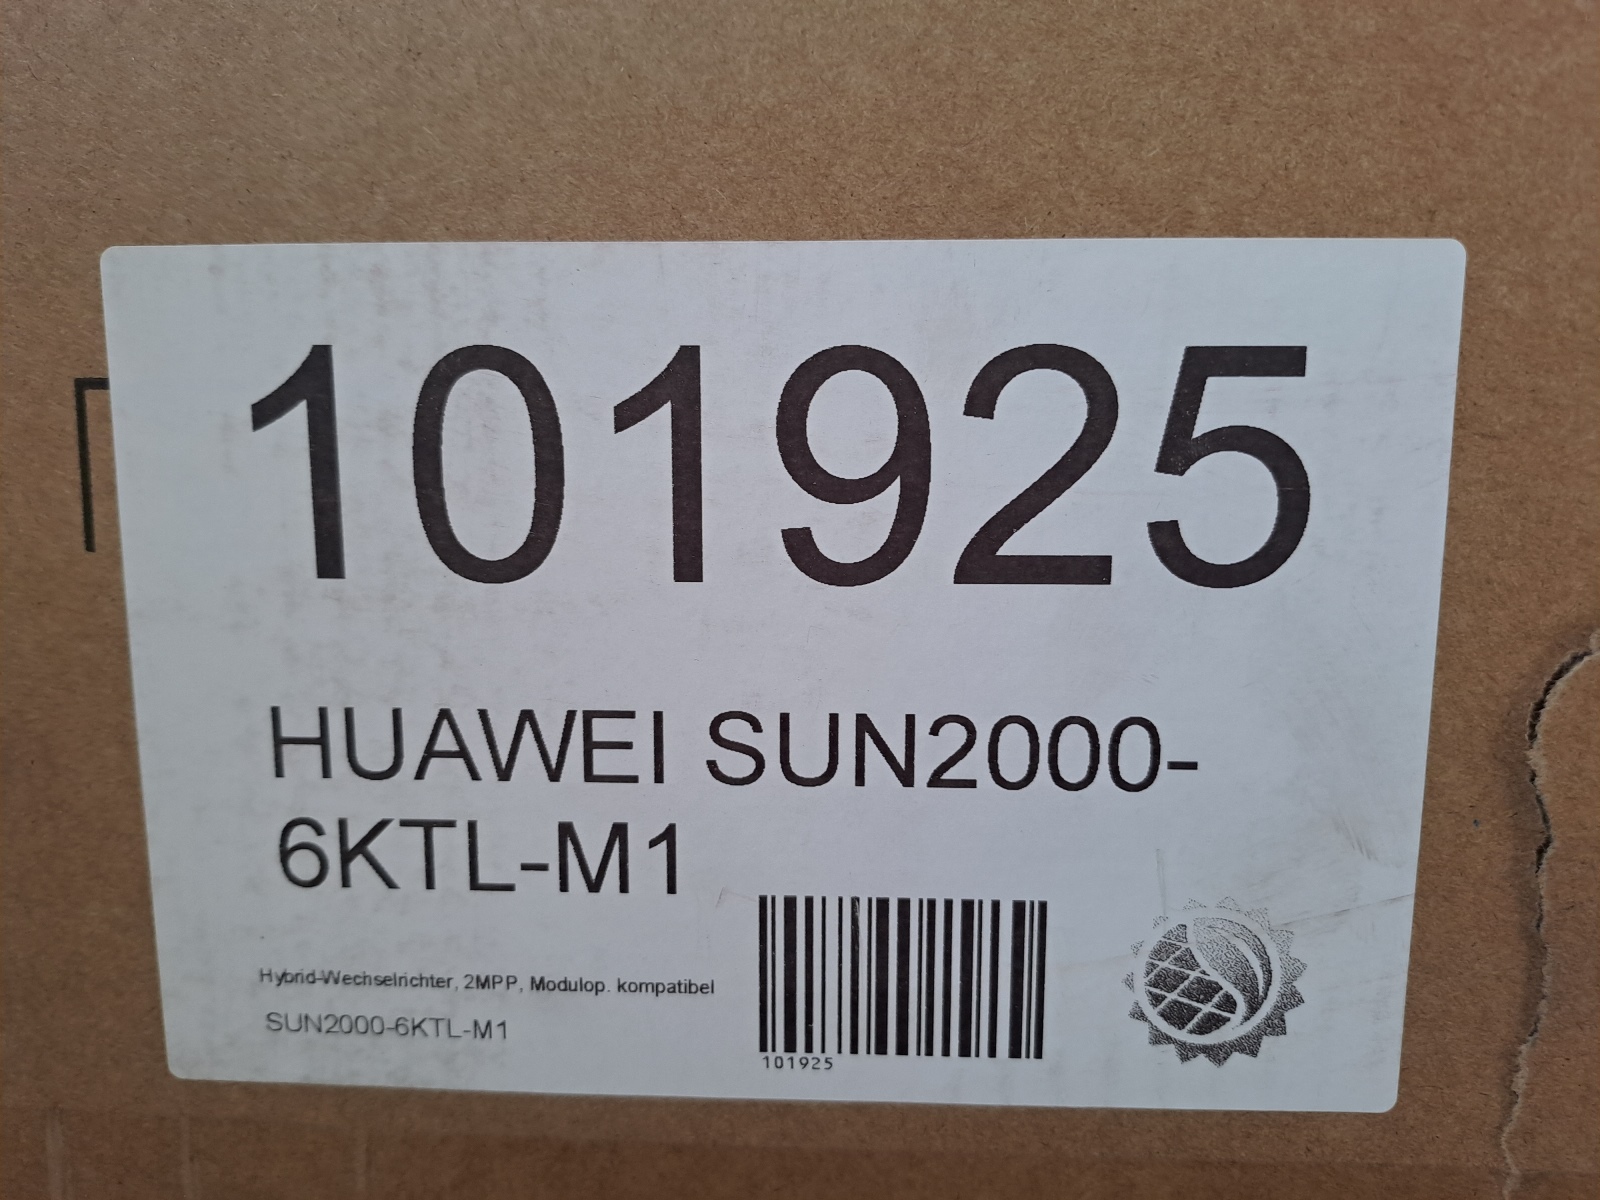 101925
HUAWEI SUN2000-
6KTL-M1
Hybrid-Wechselrichter, 2MPP, Modulop. kompatibel
SUN2000-6KTL-M1
101925